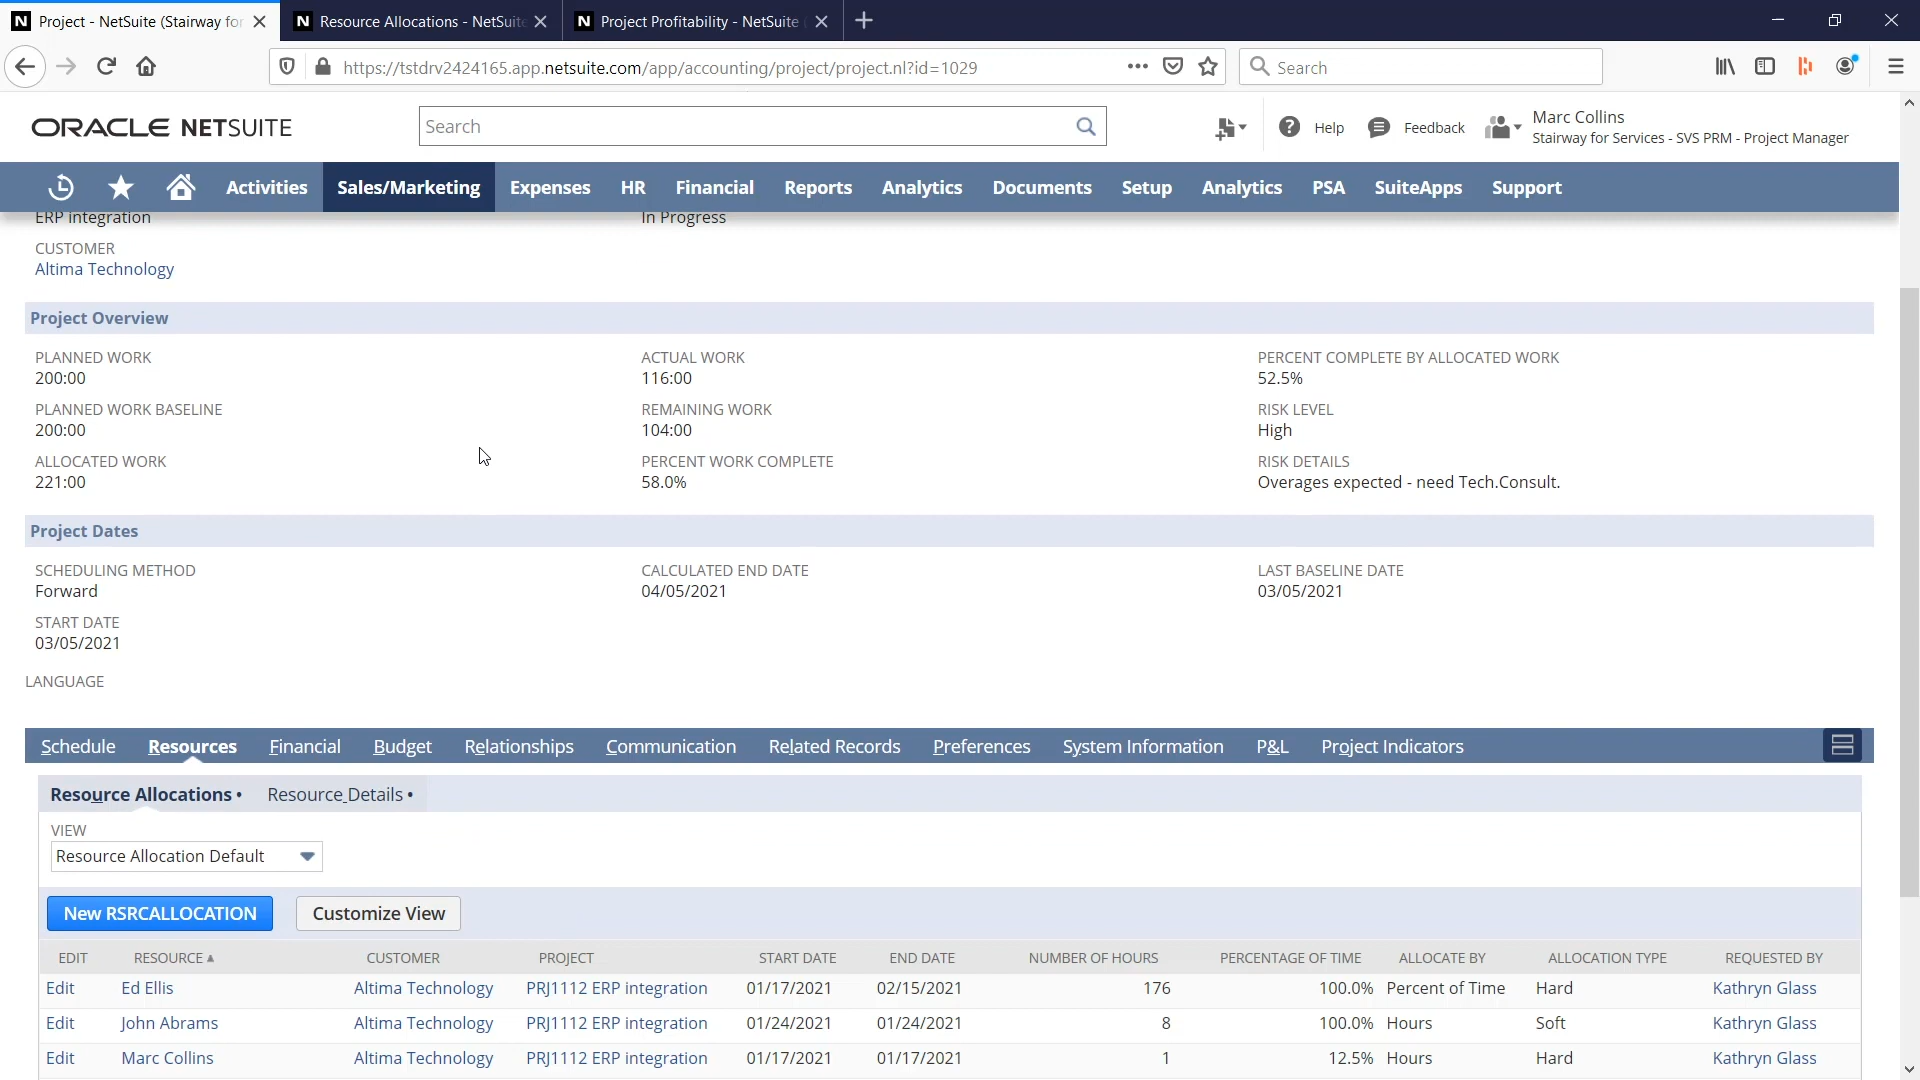 Project - NetSuite (Stairway for
Resource Allocations - NetSuite
Project Profitability - NetSuite (
https://tstdrv2424165.app.netsuite.com/app/accounting/project/project.nl?id=1029
Search
ORACLE NETSUITE
Search
Help
Feedback
Marc Collins
Stairway for Services - SVS PRM - Project Manager
Activities Sales/Marketing Expenses HR Financial Reports Analytics Documents Setup Analytics PSA SuiteApps Support
ERP integration
In Progress
CUSTOMER
Altima Technology
Project Overview
PLANNED WORK
200:00
PLANNED WORK BASELINE
200:00
ALLOCATED WORK
221:00
ACTUAL WORK
116:00
REMAINING WORK
104:00
PERCENT WORK COMPLETE
58.0%
PERCENT COMPLETE BY ALLOCATED WORK
52.5%
RISK LEVEL
High
RISK DETAILS
Overages expected - need Tech.Consult.
Project Dates
SCHEDULING METHOD
Forward
START DATE
03/05/2021
CALCULATED END DATE
04/05/2021
LAST BASELINE DATE
03/05/2021
LANGUAGE
Schedule Resources Financial Budget Relationships Communication Related Records Preferences System Information P&L Project Indicators
Resource Allocations • Resource Details •
VIEW
Resource Allocation Default
New RSRCALLOCATION Customize View
EDIT RESOURCE CUSTOMER PROJECT START DATE END DATE NUMBER OF HOURS PERCENTAGE OF TIME ALLOCATE BY ALLOCATION TYPE REQUESTED BY
Edit Ed Ellis Altima Technology PRJ1112 ERP integration 01/17/2021 02/15/2021 176 100.0% Percent of Time Hard Kathryn Glass
Edit John Abrams Altima Technology PRJ1112 ERP integration 01/24/2021 01/24/2021 8 100.0% Hours Soft Kathryn Glass
Edit Marc Collins Altima Technology PRJ1112 ERP integration 01/17/2021 01/17/2021 1 12.5% Hours Hard Kathryn Glass